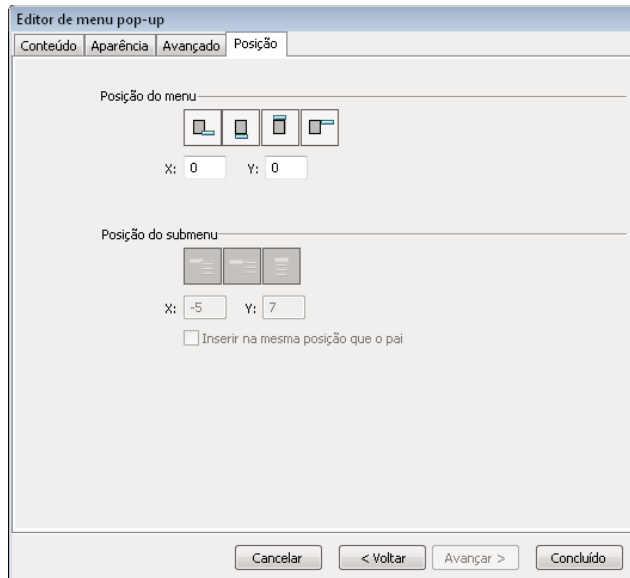 Editor de menu pop-up
Conteúdo Aparência Avançado Posição
Posição do menu
X: 0 Y: 0
Posição do submenu
X: -5 Y: 7
Inserir na mesma posição que o pai
Cancelar < Voltar Avançar > Concluído